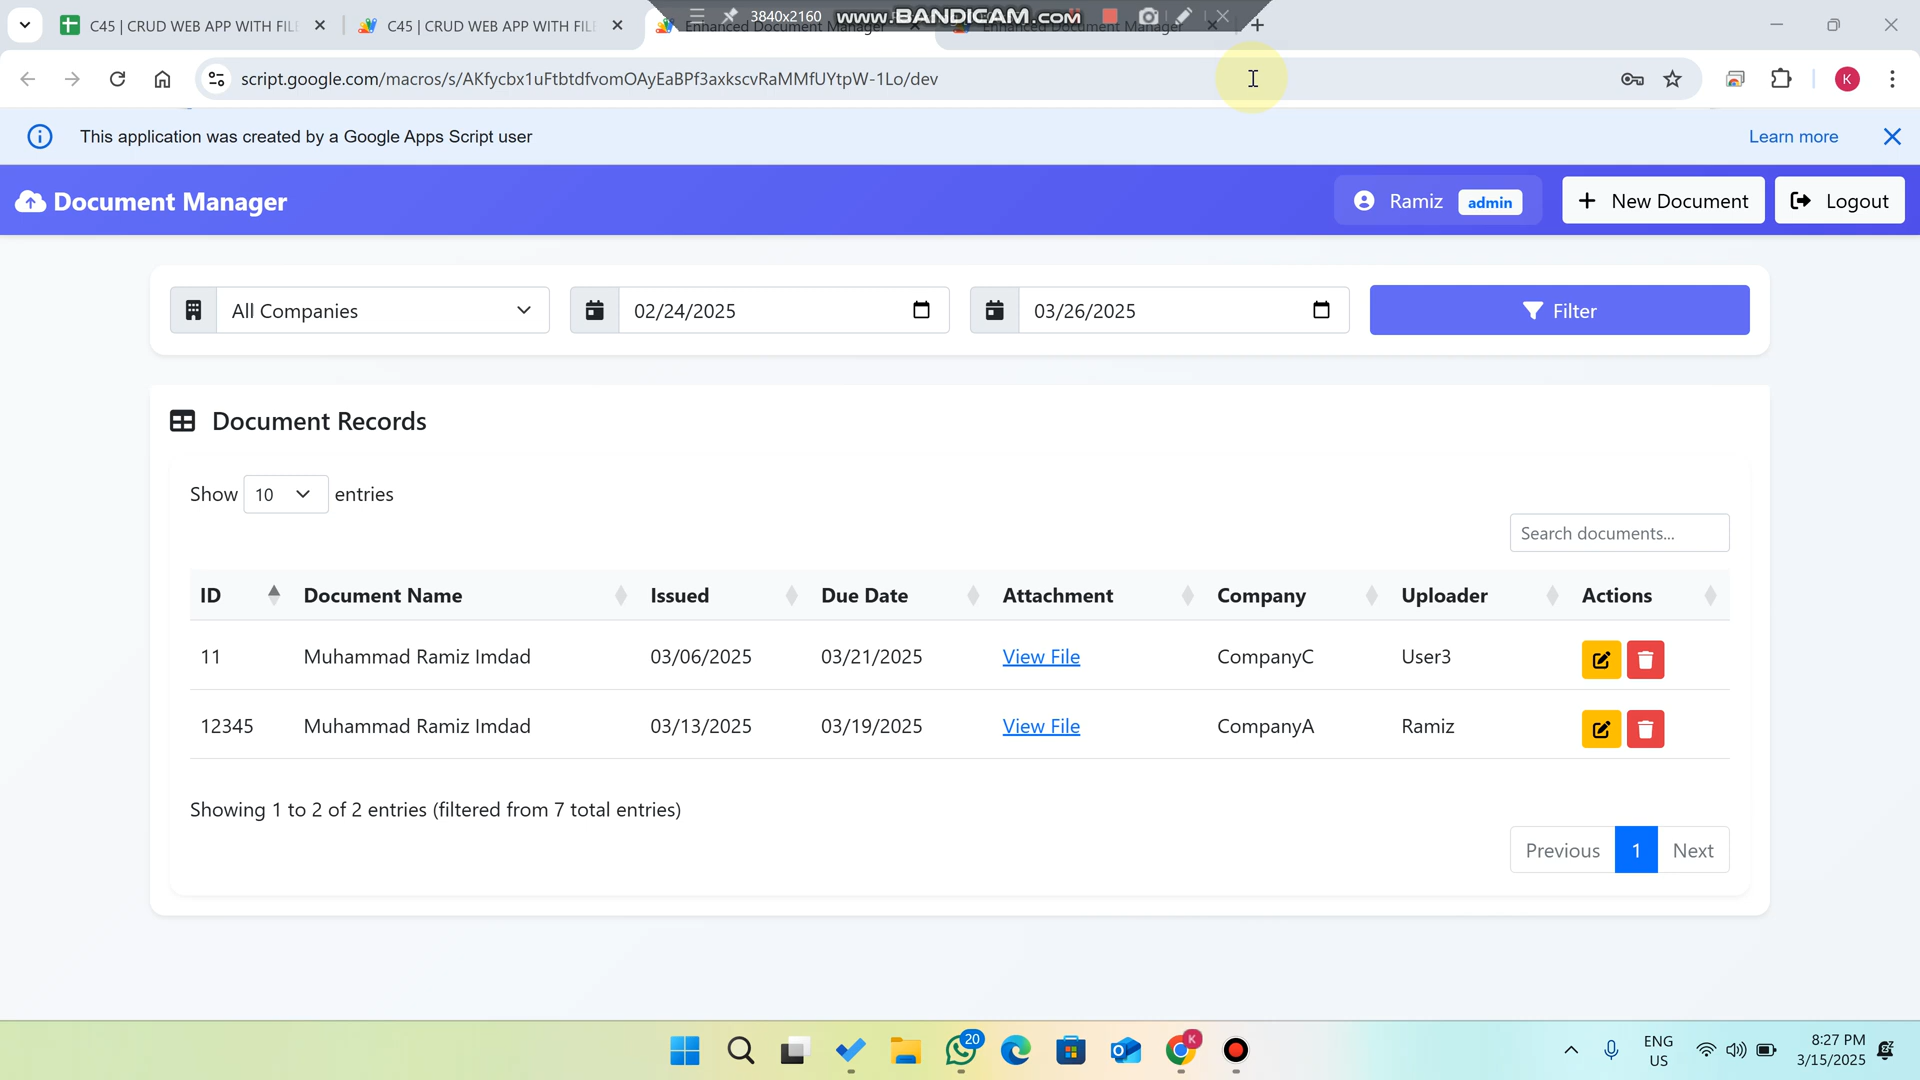 C45 | CRUD WEB APP WITH FILE
C45 | CRUD WEB APP WITH FILE
Enhanced Document Manager
Enhanced Document Manager
3840x2160
www.BANDICAM.com
script.google.com/macros/s/AKfycbx1uFtbtdfvomOAyEaBPf3axkscvRaMMfUYtpW-1Lo/dev
K
This application was created by a Google Apps Script user
Learn more
Document Manager
Ramiz admin
New Document
Logout
All Companies
02/24/2025
03/26/2025
Filter
Document Records
Show 10 entries
Search documents...
ID Document Name Issued Due Date Attachment Company Uploader Actions
11 Muhammad Ramiz Imdad 03/06/2025 03/21/2025 View File CompanyC User3
12345 Muhammad Ramiz Imdad 03/13/2025 03/19/2025 View File CompanyA Ramiz
Showing 1 to 2 of 2 entries (filtered from 7 total entries)
Previous 1 Next
20
K
ENG
US
8:27 PM
3/15/2025